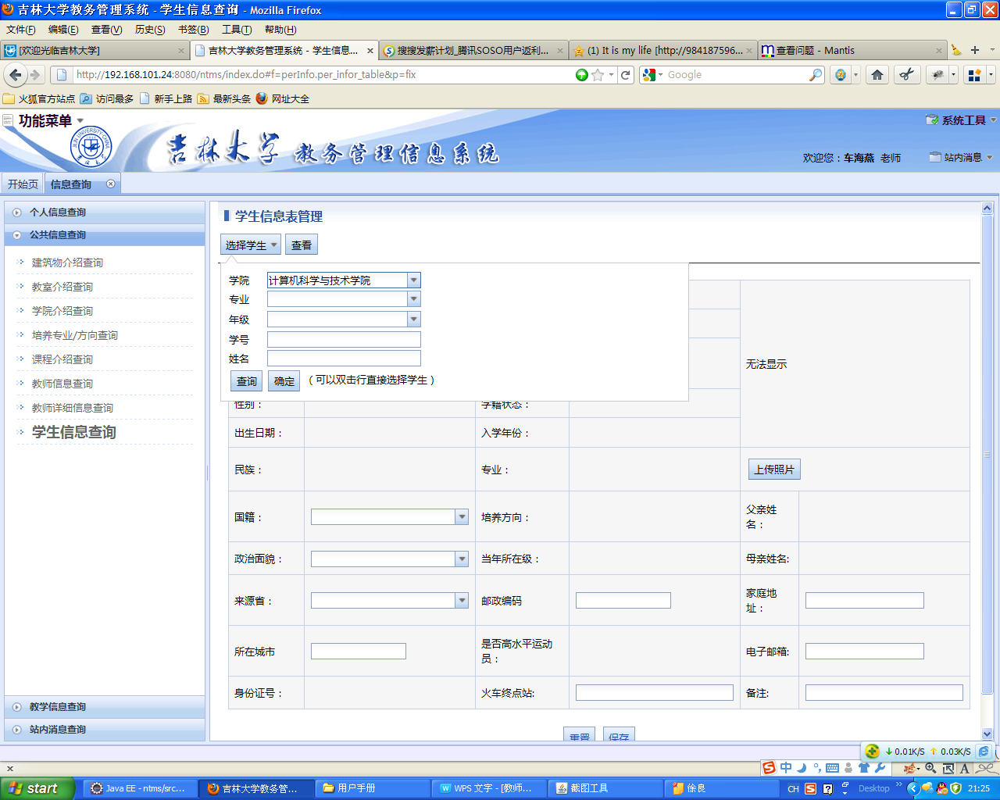 吉林大学教务管理系统 - 学生信息查询 - Mozilla Firefox
文件(F) 编辑(E) 查看(V) 历史(S) 书签(B) 工具(T) 帮助(H)
[欢迎光临吉林大学] 吉林大学教务管理系统 - 学生信息... 搜搜发薪计划_腾讯SOSO用户返利... (1) It is my life [http://984187596... 查看问题 - Mantis
http://192.168.101.24:8080/ntms/index.do#f=perInfo.per_infor_table&p=fix Google
火狐官方站点 访问最多 新手上路 最新头条 网址大全
功能菜单 系统工具
吉林大学 教务管理信息系统
欢迎您：车海燕 老师 站内消息
开始页 信息查询
个人信息查询
公共信息查询
建筑物介绍查询
教室介绍查询
学院介绍查询
培养专业/方向查询
课程介绍查询
教师信息查询
教师详细信息查询
学生信息查询
教学信息查询
站内消息查询
学生信息表管理
选择学生 查看
学院 计算机科学与技术学院
专业
年级
学号
姓名
查询 确定 （可以双击行直接选择学生）
无法显示
性别： 学籍状态：
出生日期： 入学年份：
民族： 专业： 上传照片
国籍： 培养方向： 父亲姓名：
政治面貌： 当年所在级： 母亲姓名:
来源省： 邮政编码 家庭地址：
所在城市 是否高水平运动员： 电子邮箱:
身份证号： 火车终点站: 备注:
重置 保存
0.01K/S 0.03K/S
中
start Java EE - ntms/src... 吉林大学教务管... 用户手册 WPS 文字 - [教师... 截图工具 徐良 CH Desktop 21:25